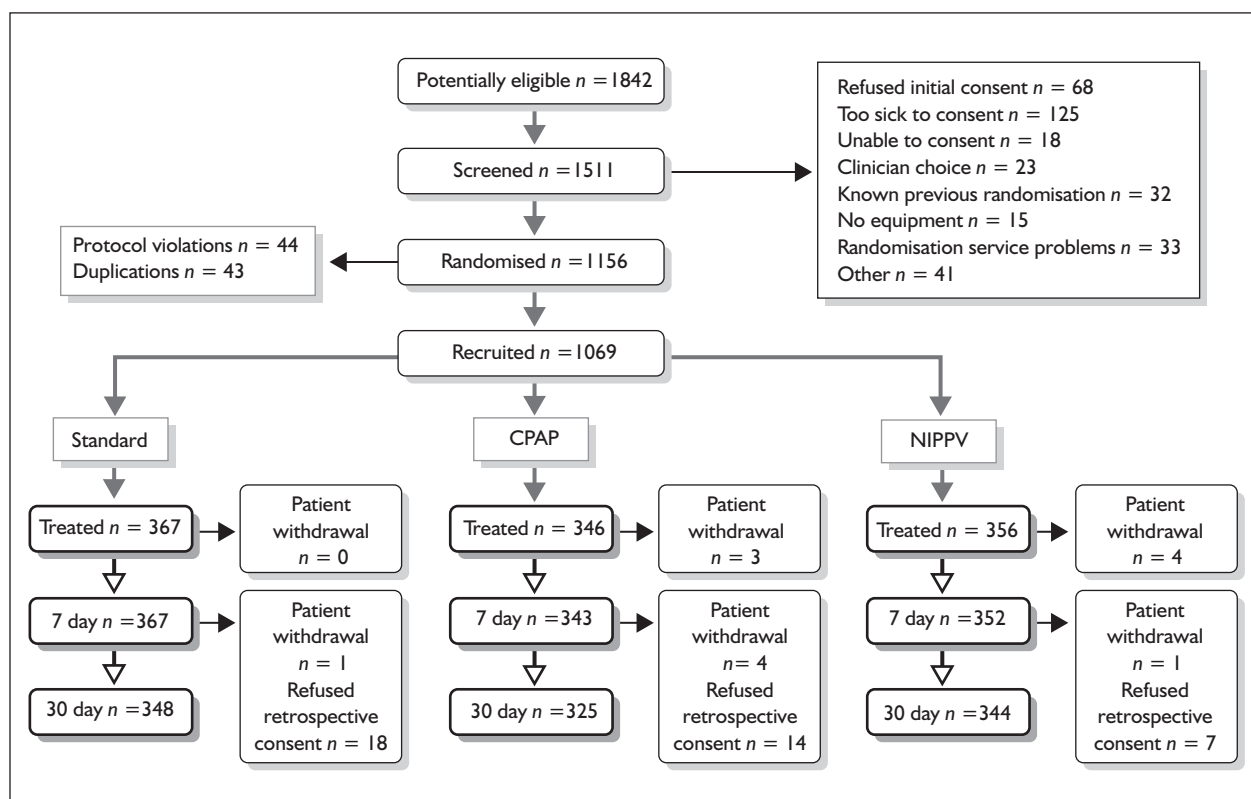 Potentially eligible n = 1842
Refused initial consent n = 68
Too sick to consent n = 125
Unable to consent n = 18
Clinician choice n = 23
Known previous randomisation n = 32
No equipment n = 15
Randomisation service problems n = 33
Other n = 41
Screened n = 1511
Protocol violations n = 44
Duplications n = 43
Randomised n = 1156
Recruited n = 1069
Standard
CPAP
NIPPV
Treated n = 367
Patient
withdrawal
n = 0
Treated n = 346
Patient
withdrawal
n = 3
Treated n = 356
Patient
withdrawal
n = 4
7 day n = 367
Patient
withdrawal
n = 1
Refused
retrospective
consent n = 18
7 day n = 343
Patient
withdrawal
n = 4
Refused
retrospective
consent n = 14
7 day n = 352
Patient
withdrawal
n = 1
Refused
retrospective
consent n = 7
30 day n = 348
30 day n = 325
30 day n = 344